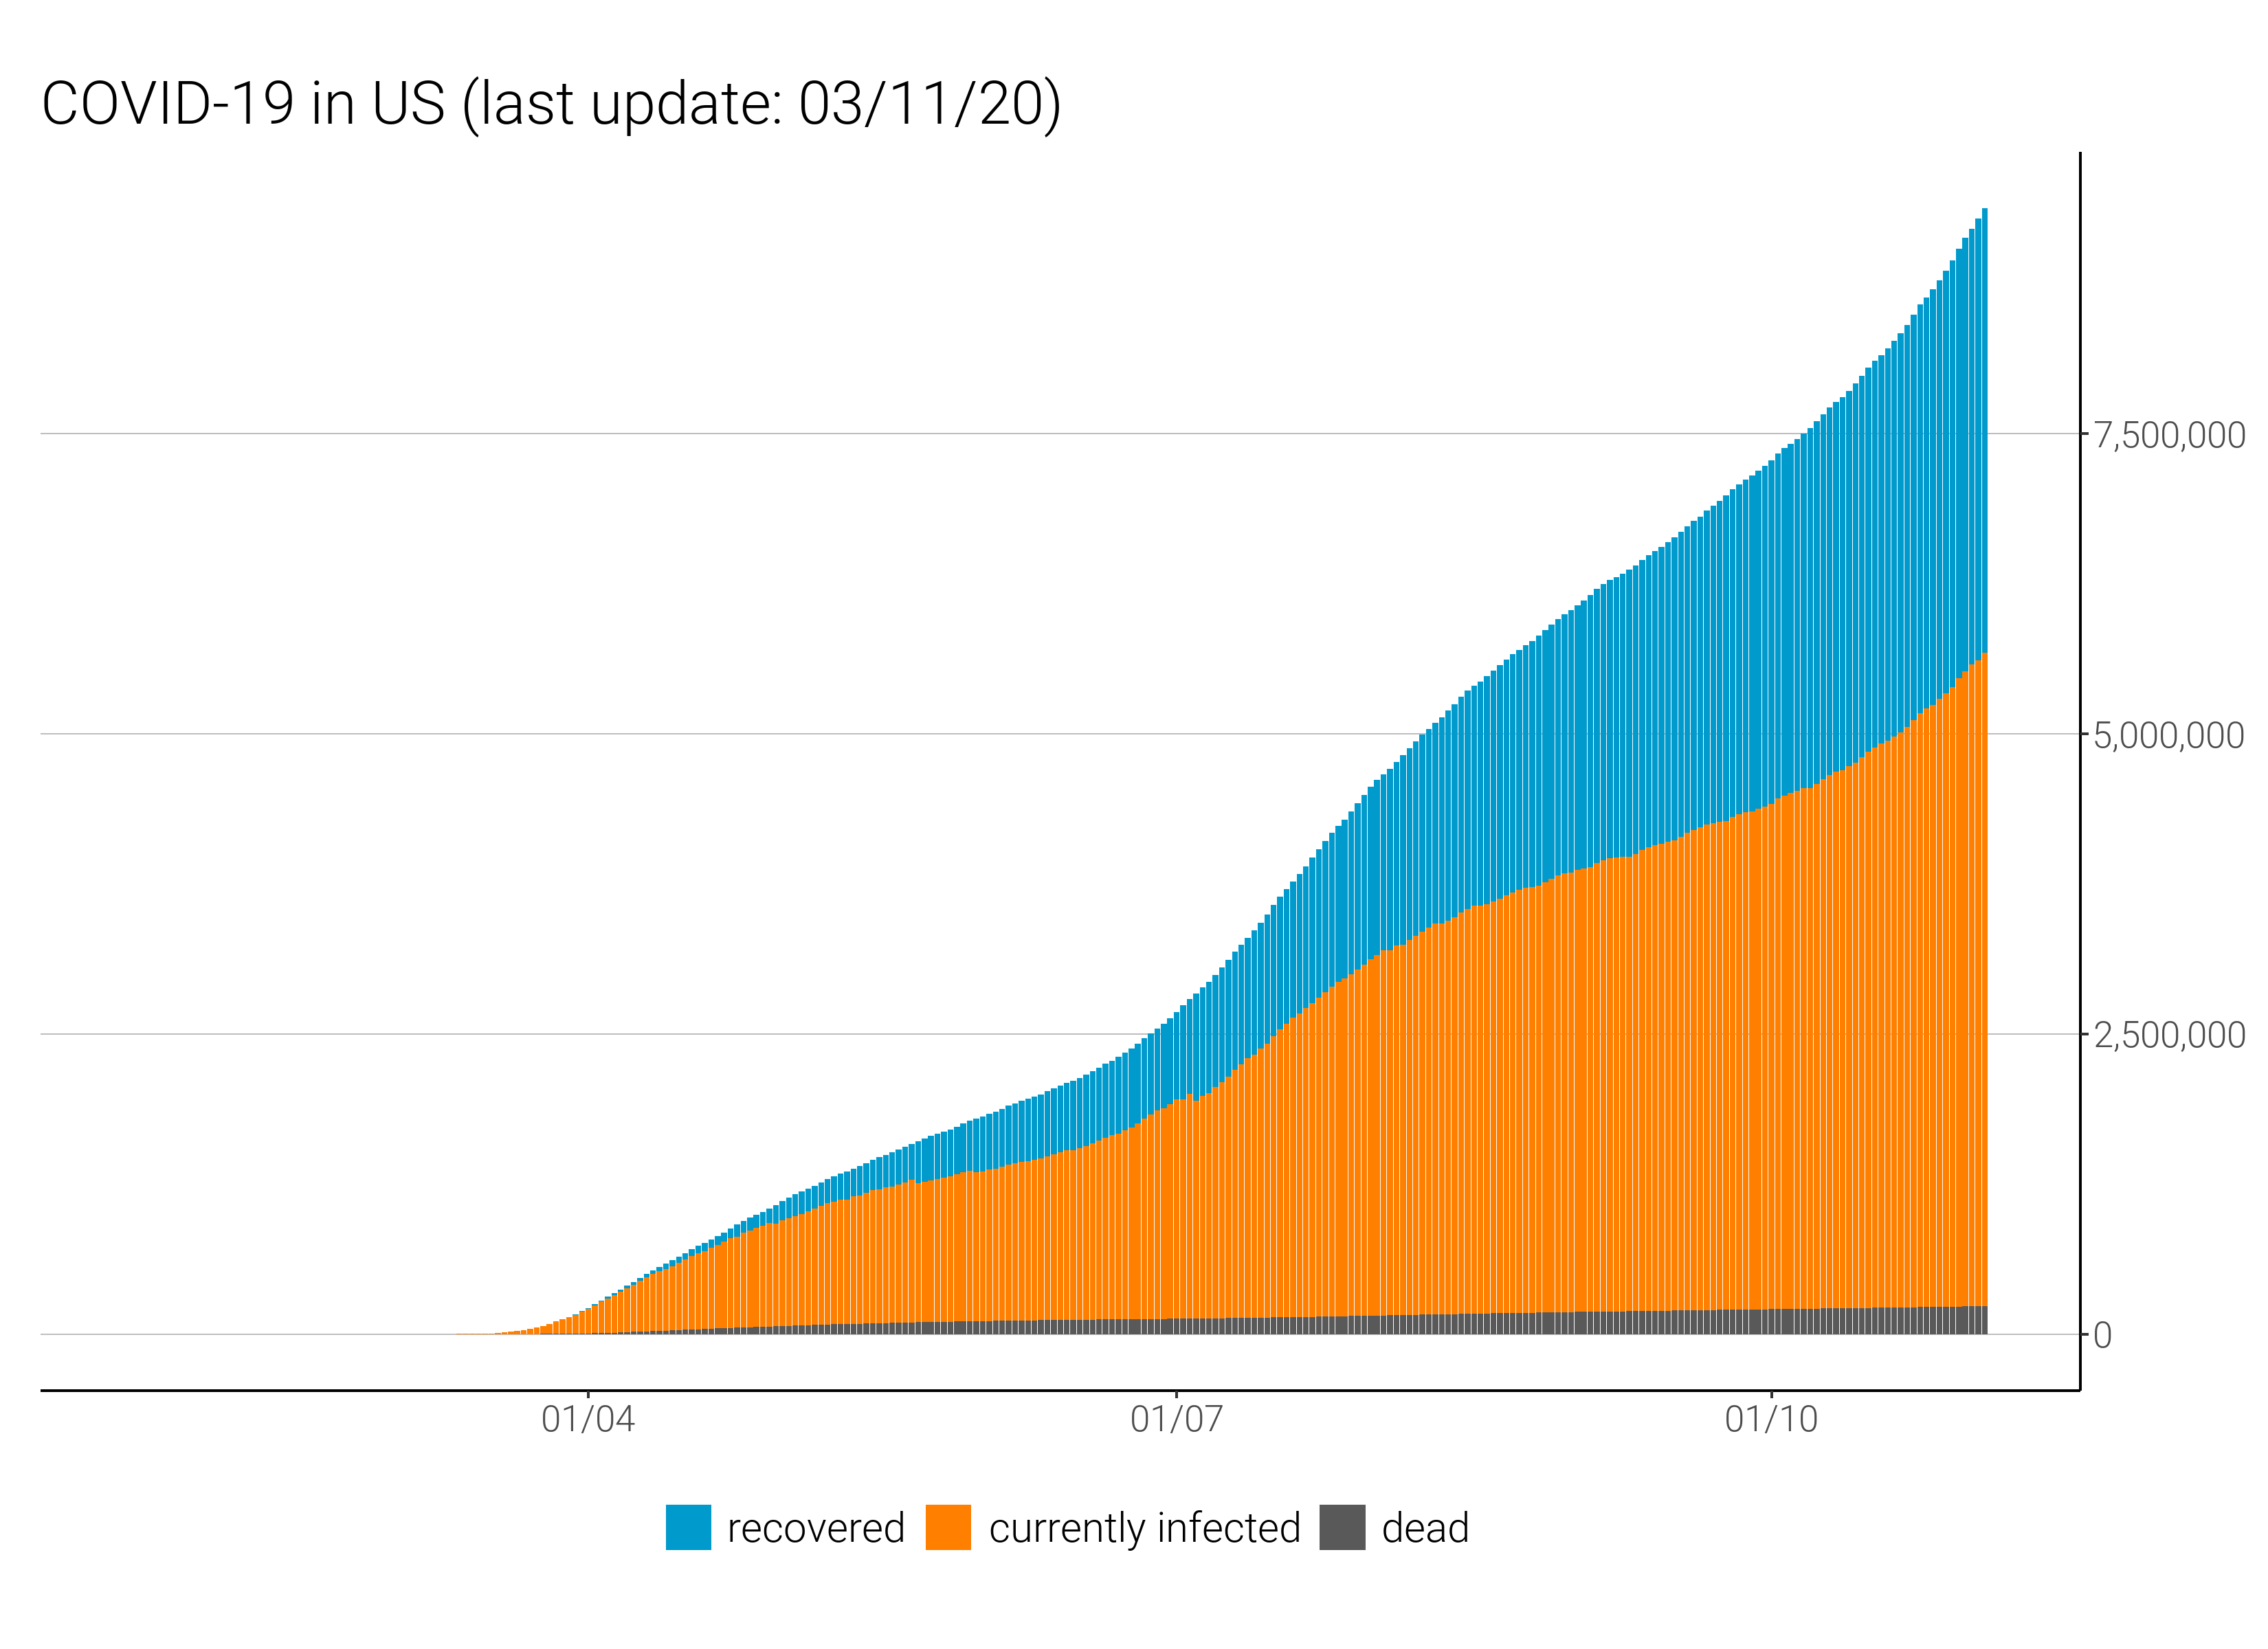 COVID-19 in US (last update: 03/11/20)
7,500,000
5,000,000
2,500,000
0
01/04 01/07 01/10
recovered currently infected dead